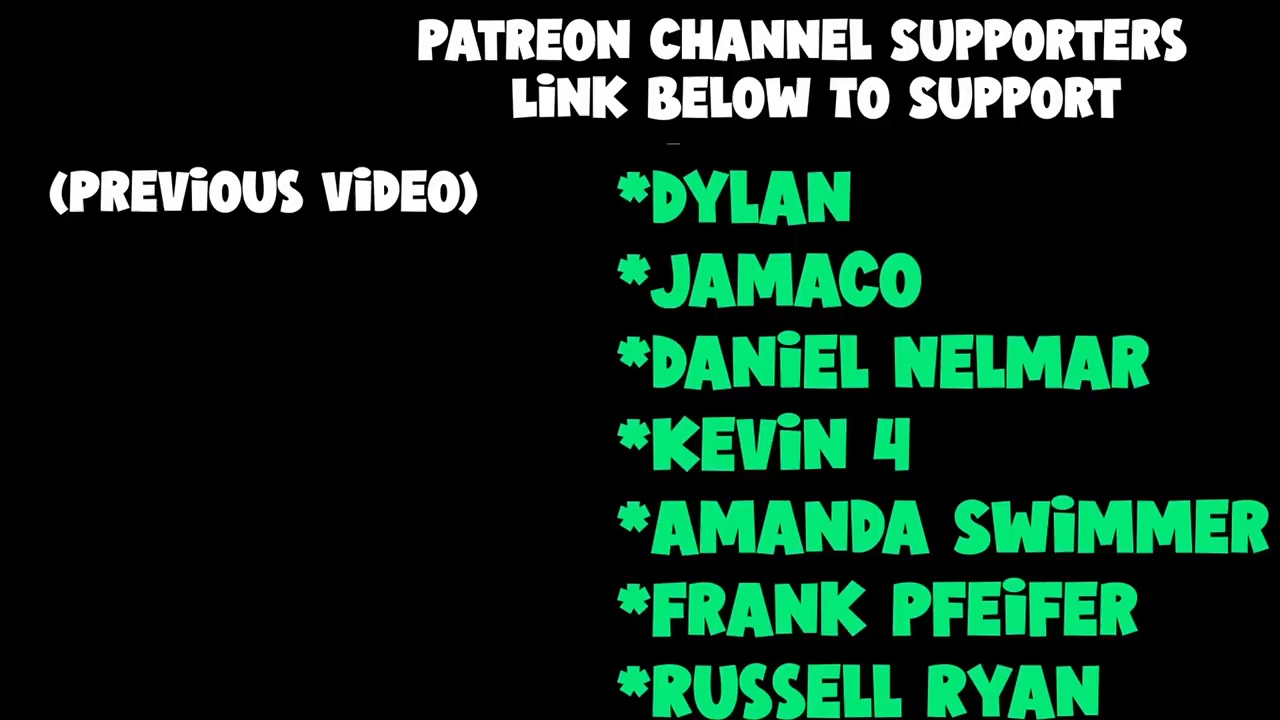 PATREON CHANNEL SUPPORTERS
LiNK BELOW TO SUPPORT
(PREViOUS ViDEO)
*DYLAN
*JAMACO
*DANiEL NELMAR
*KEViN 4
*AMANDA SWiMMER
*FRANK PFEiFER
*RUSSELL RYAN